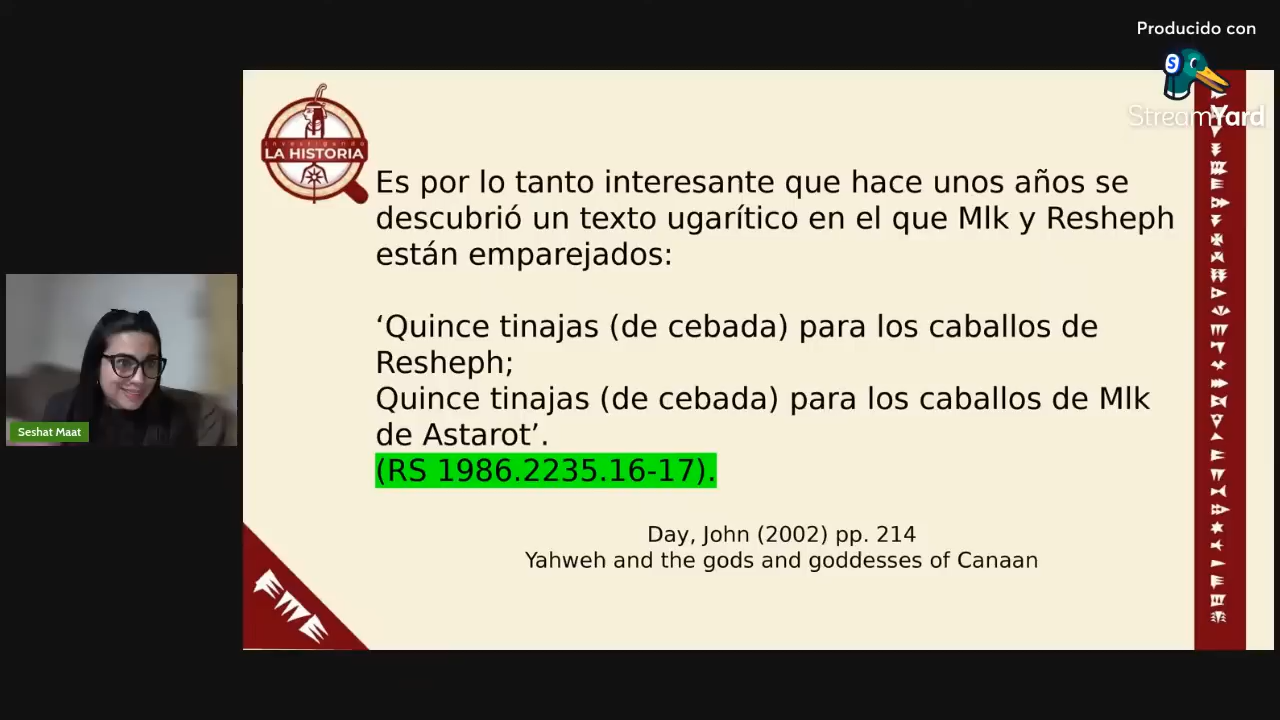 Producido con
StreamYard
Investigando
LA HISTORIA
Es por lo tanto interesante que hace unos años se
descubrió un texto ugarítico en el que Mlk y Resheph
están emparejados:
‘Quince tinajas (de cebada) para los caballos de
Resheph;
Quince tinajas (de cebada) para los caballos de Mlk
de Astarot’.
(RS 1986.2235.16-17).
Seshat Maat
Day, John (2002) pp. 214
Yahweh and the gods and goddesses of Canaan